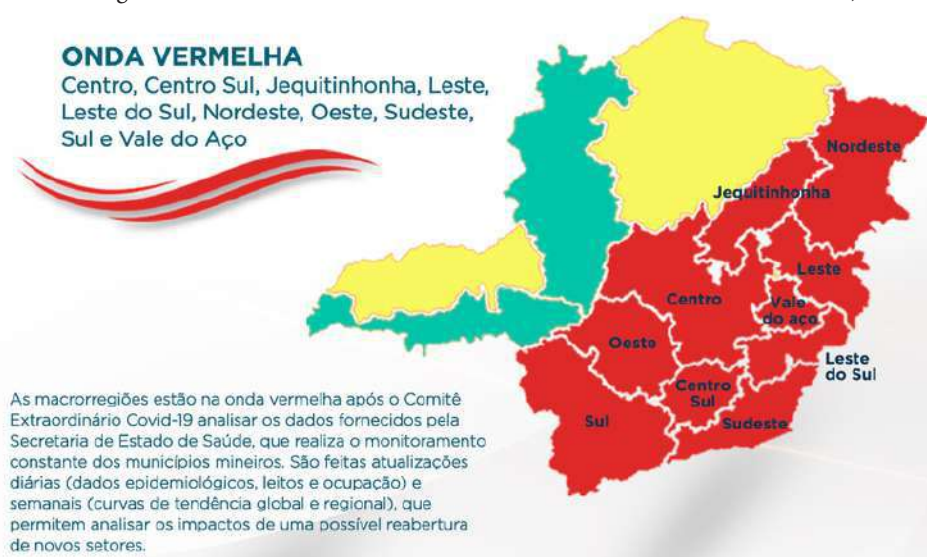 ONDA VERMELHA
Centro, Centro Sul, Jequitinhonha, Leste,
Leste do Sul, Nordeste, Oeste, Sudeste,
Sul e Vale do Aço
Nordeste
Jequitinhonha
Leste
Centro
Vale
do aço
Oeste
Leste
do Sul
Centro
Sul
Sul
Sudeste
As macrorregiões estão na onda vermelha após o Comitê
Extraordinário Covid-19 analisar os dados fornecidos pela
Secretaria de Estado de Saúde, que realiza o monitoramento
constante dos municípios mineiros. São feitas atualizações
diárias (dados epidemiológicos, leitos e ocupação) e
semanais (curvas de tendência global e regional), que
permitem analisar os impactos de uma possível reabertura
de novos setores.